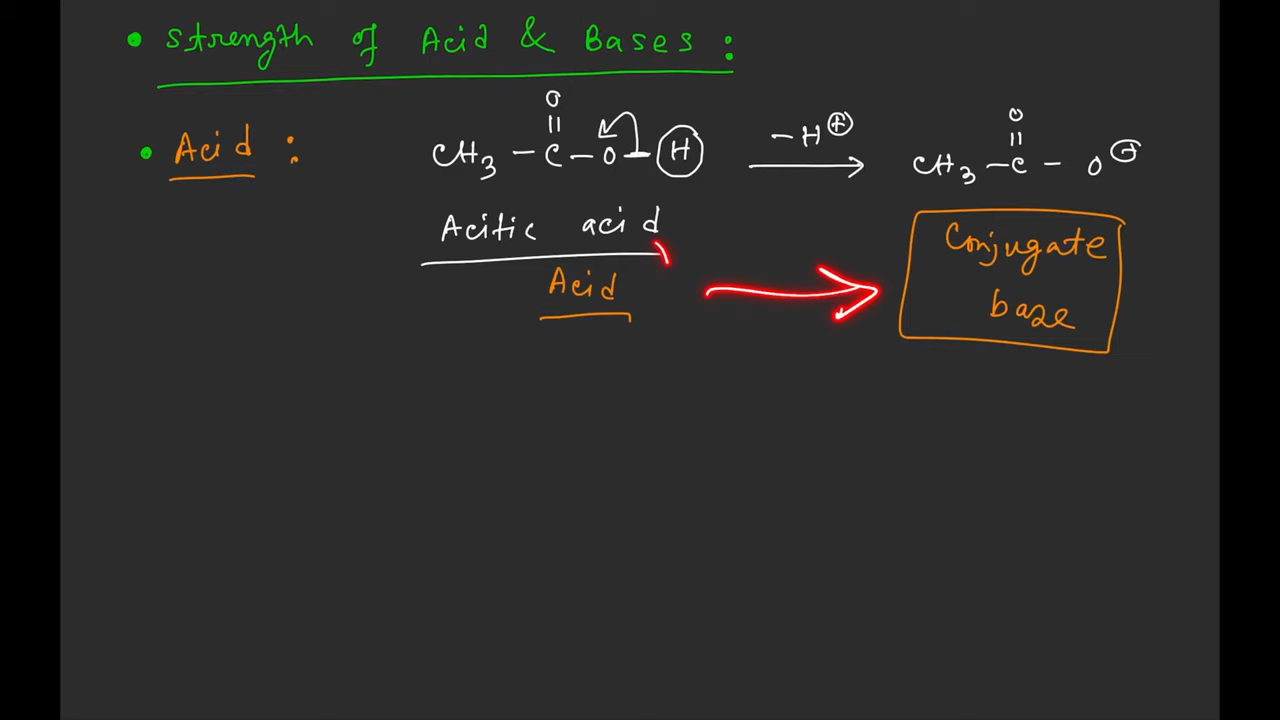 • Strength of Acid & Bases :
O O
• Acid : CH3 – C – O – H –H⊕ CH3 – C – O⊖
Acitic acid
Conjugate
Acid
base